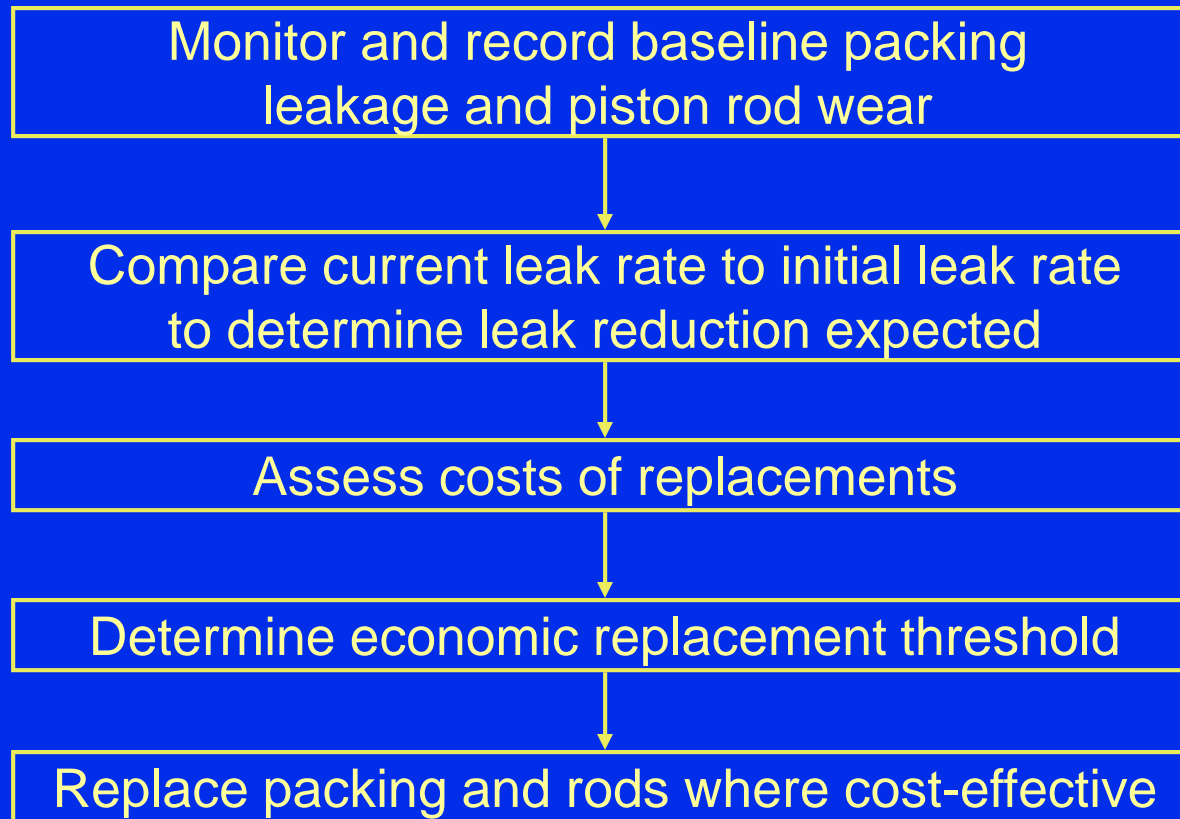 Monitor and record baseline packing
leakage and piston rod wear
Compare current leak rate to initial leak rate
to determine leak reduction expected
Assess costs of replacements
Determine economic replacement threshold
Replace packing and rods where cost-effective